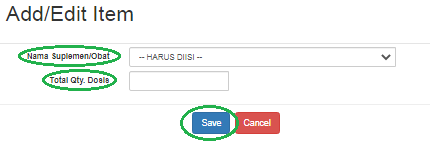 Add/Edit Item
Nama Suplemen/Obat -- HARUS DIISI --
Total Qty. Dosis
Save Cancel